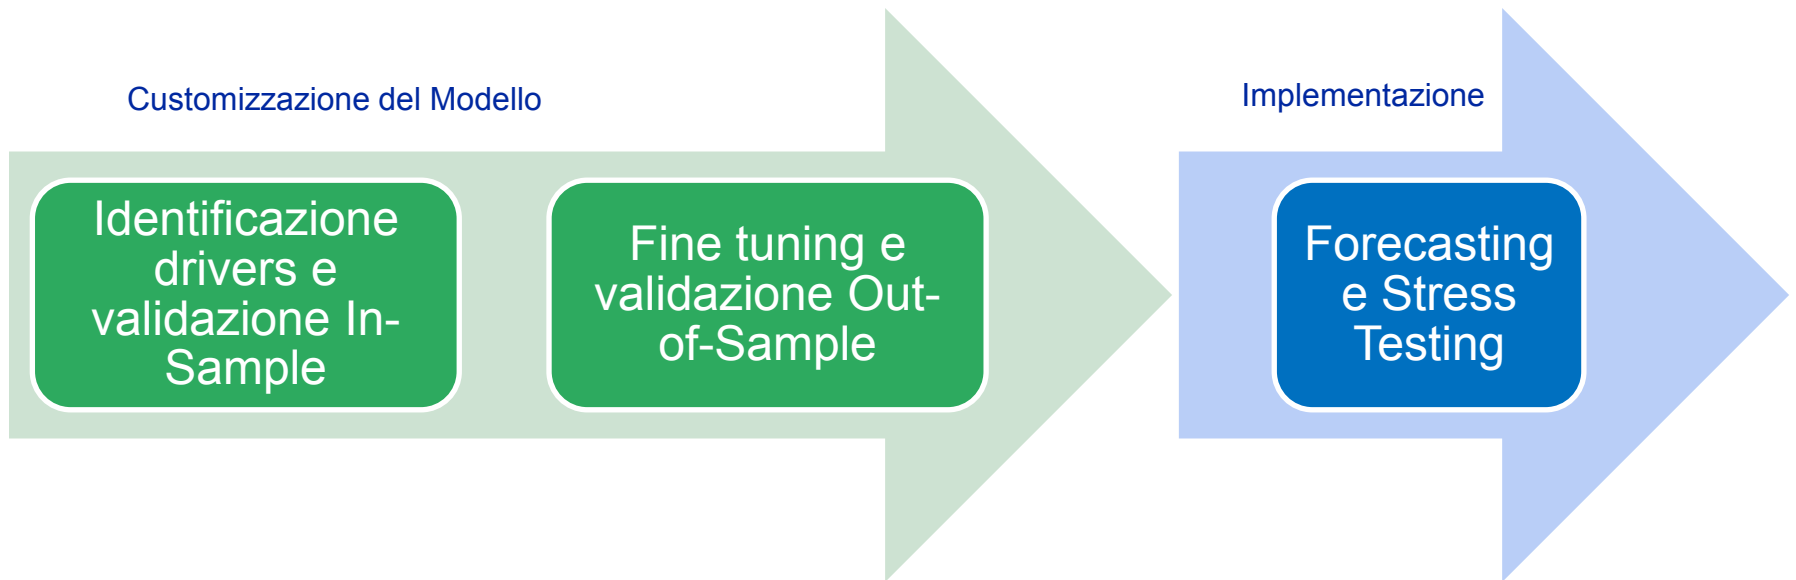 Customizzazione del Modello
Identificazione
drivers e
validazione In-
Sample
Fine tuning e
validazione Out-
of-Sample
Implementazione
Forecasting
e Stress
Testing